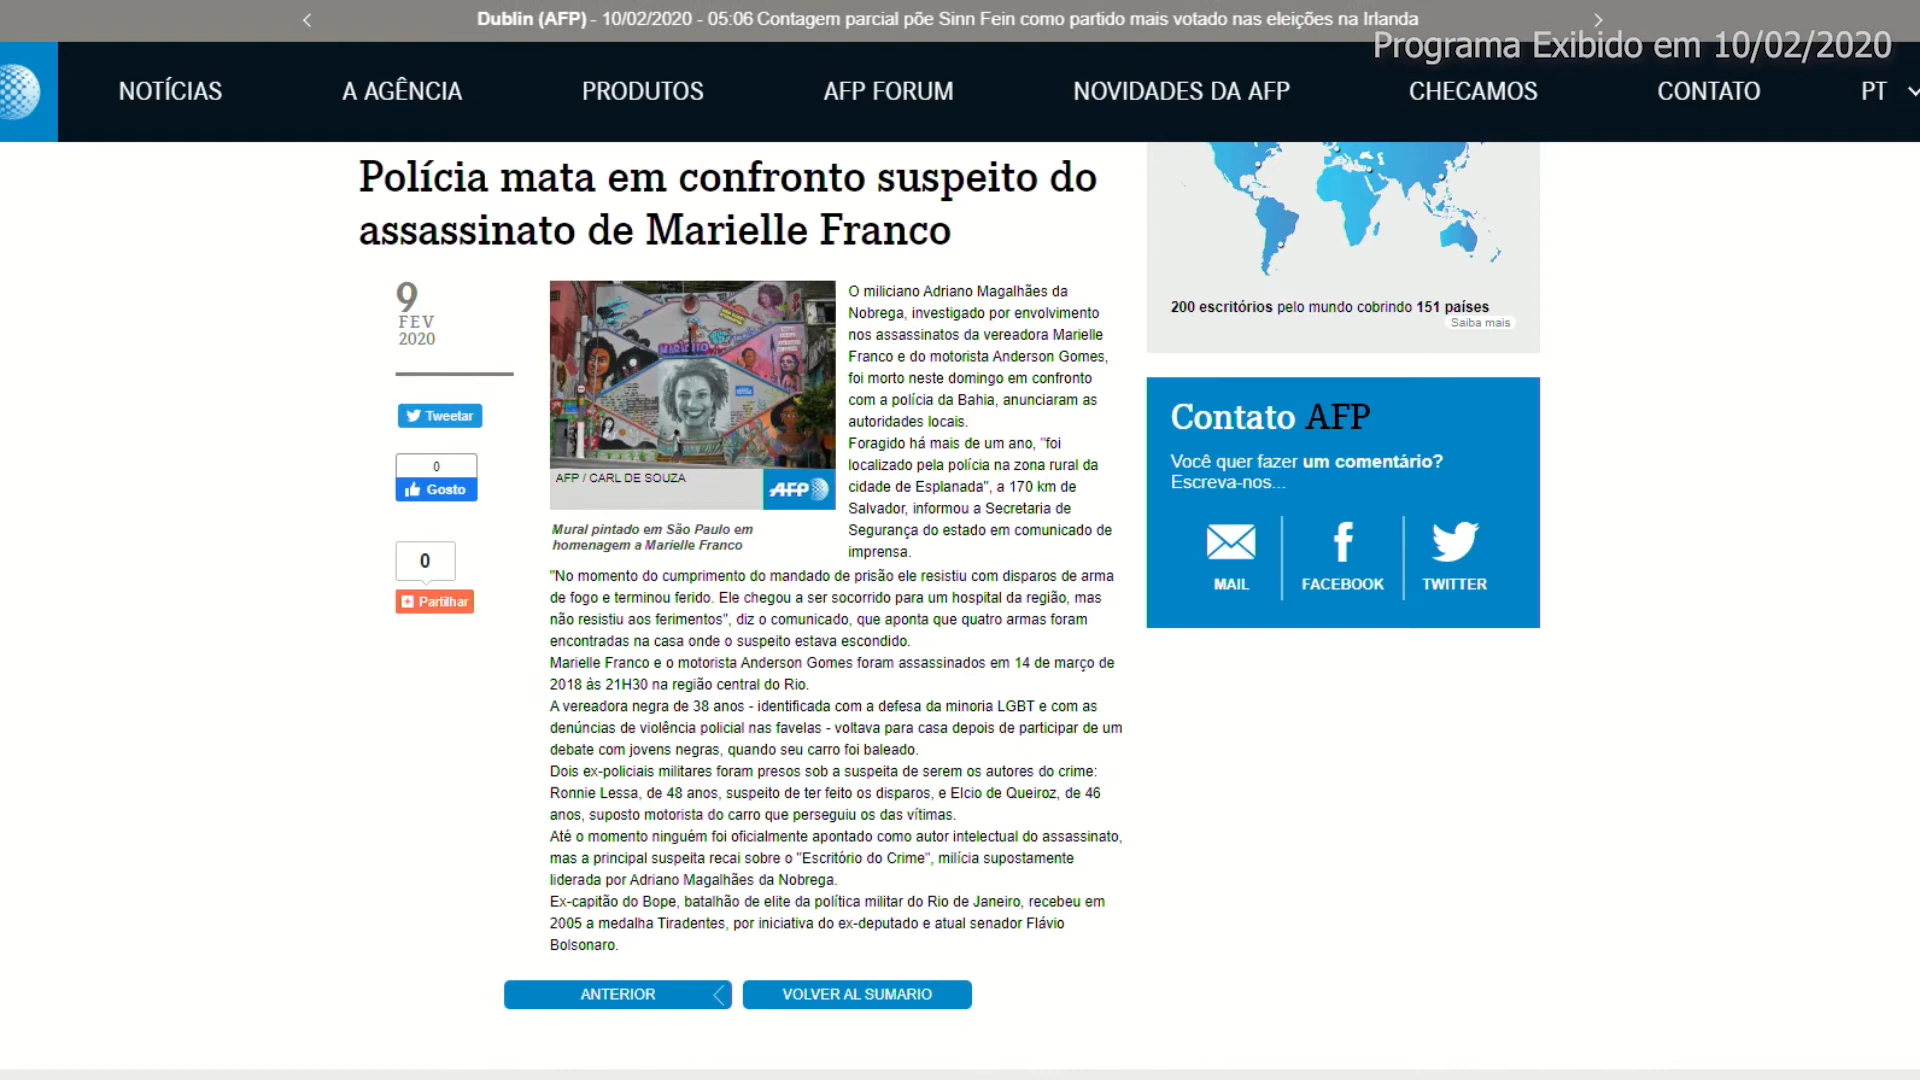 Dublin (AFP) - 10/02/2020 - 05:06 Contagem parcial põe Sinn Fein como partido mais votado nas eleições na Irlanda
Programa Exibido em 10/02/2020
NOTÍCIAS A AGÊNCIA PRODUTOS AFP FORUM NOVIDADES DA AFP CHECAMOS CONTATO PT
Polícia mata em confronto suspeito do
assassinato de Marielle Franco
9
FEV
2020
Tweetar
0
Gosto
0
Partilhar
AFP / CARL DE SOUZA
AFP
Mural pintado em São Paulo em
homenagem a Marielle Franco
O miliciano Adriano Magalhães da
Nobrega, investigado por envolvimento
nos assassinatos da vereadora Marielle
Franco e do motorista Anderson Gomes,
foi morto neste domingo em confronto
com a polícia da Bahia, anunciaram as
autoridades locais.
Foragido há mais de um ano, "foi
localizado pela polícia na zona rural da
cidade de Esplanada", a 170 km de
Salvador, informou a Secretaria de
Segurança do estado em comunicado de
imprensa.
"No momento do cumprimento do mandado de prisão ele resistiu com disparos de arma
de fogo e terminou ferido. Ele chegou a ser socorrido para um hospital da região, mas
não resistiu aos ferimentos", diz o comunicado, que aponta que quatro armas foram
encontradas na casa onde o suspeito estava escondido.
Marielle Franco e o motorista Anderson Gomes foram assassinados em 14 de março de
2018 às 21H30 na região central do Rio.
A vereadora negra de 38 anos - identificada com a defesa da minoria LGBT e com as
denúncias de violência policial nas favelas - voltava para casa depois de participar de um
debate com jovens negras, quando seu carro foi baleado.
Dois ex-policiais militares foram presos sob a suspeita de serem os autores do crime:
Ronnie Lessa, de 48 anos, suspeito de ter feito os disparos, e Elcio de Queiroz, de 46
anos, suposto motorista do carro que perseguiu os das vítimas.
Até o momento ninguém foi oficialmente apontado como autor intelectual do assassinato,
mas a principal suspeita recai sobre o "Escritório do Crime", milícia supostamente
liderada por Adriano Magalhães da Nobrega.
Ex-capitão do Bope, batalhão de elite da política militar do Rio de Janeiro, recebeu em
2005 a medalha Tiradentes, por iniciativa do ex-deputado e atual senador Flávio
Bolsonaro.
ANTERIOR VOLVER AL SUMARIO
200 escritórios pelo mundo cobrindo 151 países
Saiba mais
Contato AFP
Você quer fazer um comentário?
Escreva-nos...
MAIL FACEBOOK TWITTER